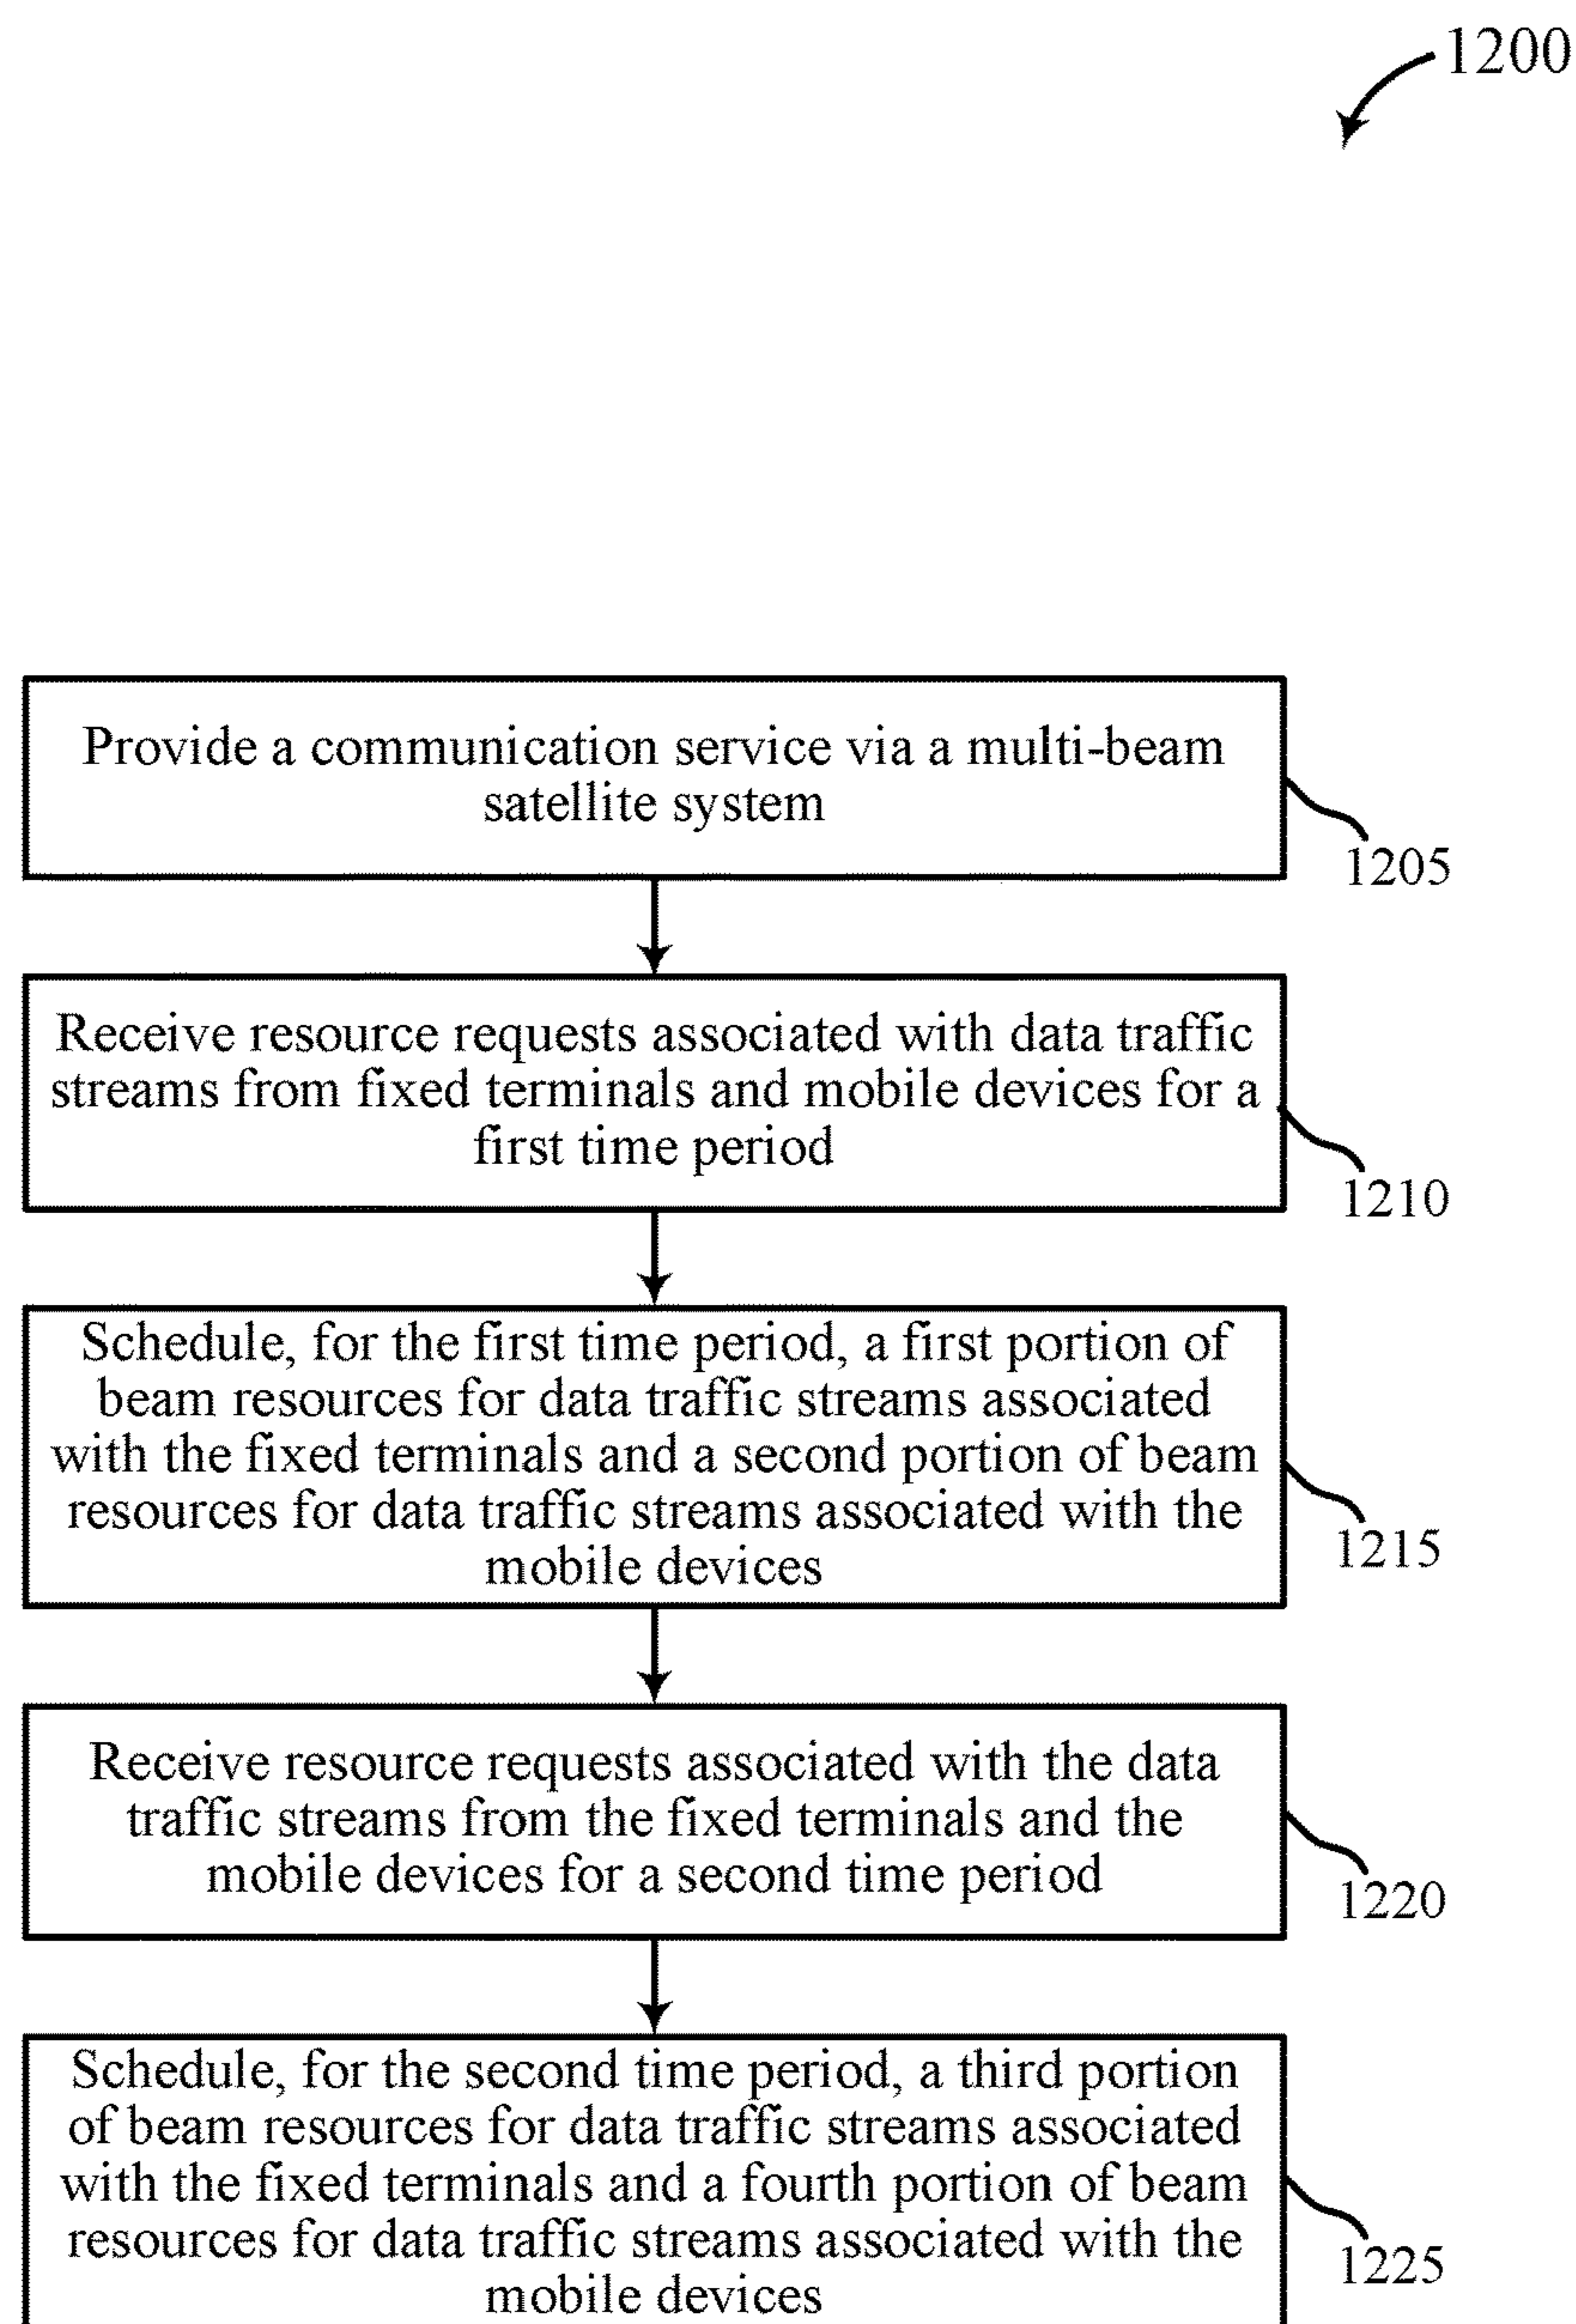 1200
Provide a communication service via a multi-beam
satellite system
1205
Receive resource requests associated with data traffic
streams from fixed terminals and mobile devices for a
first time period
1210
Schedule, for the first time period, a first portion of
beam resources for data traffic streams associated
with the fixed terminals and a second portion of beam
resources for data traffic streams associated with the
mobile devices
1215
Receive resource requests associated with the data
traffic streams from the fixed terminals and the
mobile devices for a second time period
1220
Schedule, for the second time period, a third portion
of beam resources for data traffic streams associated
with the fixed terminals and a fourth portion of beam
resources for data traffic streams associated with the
mobile devices
1225